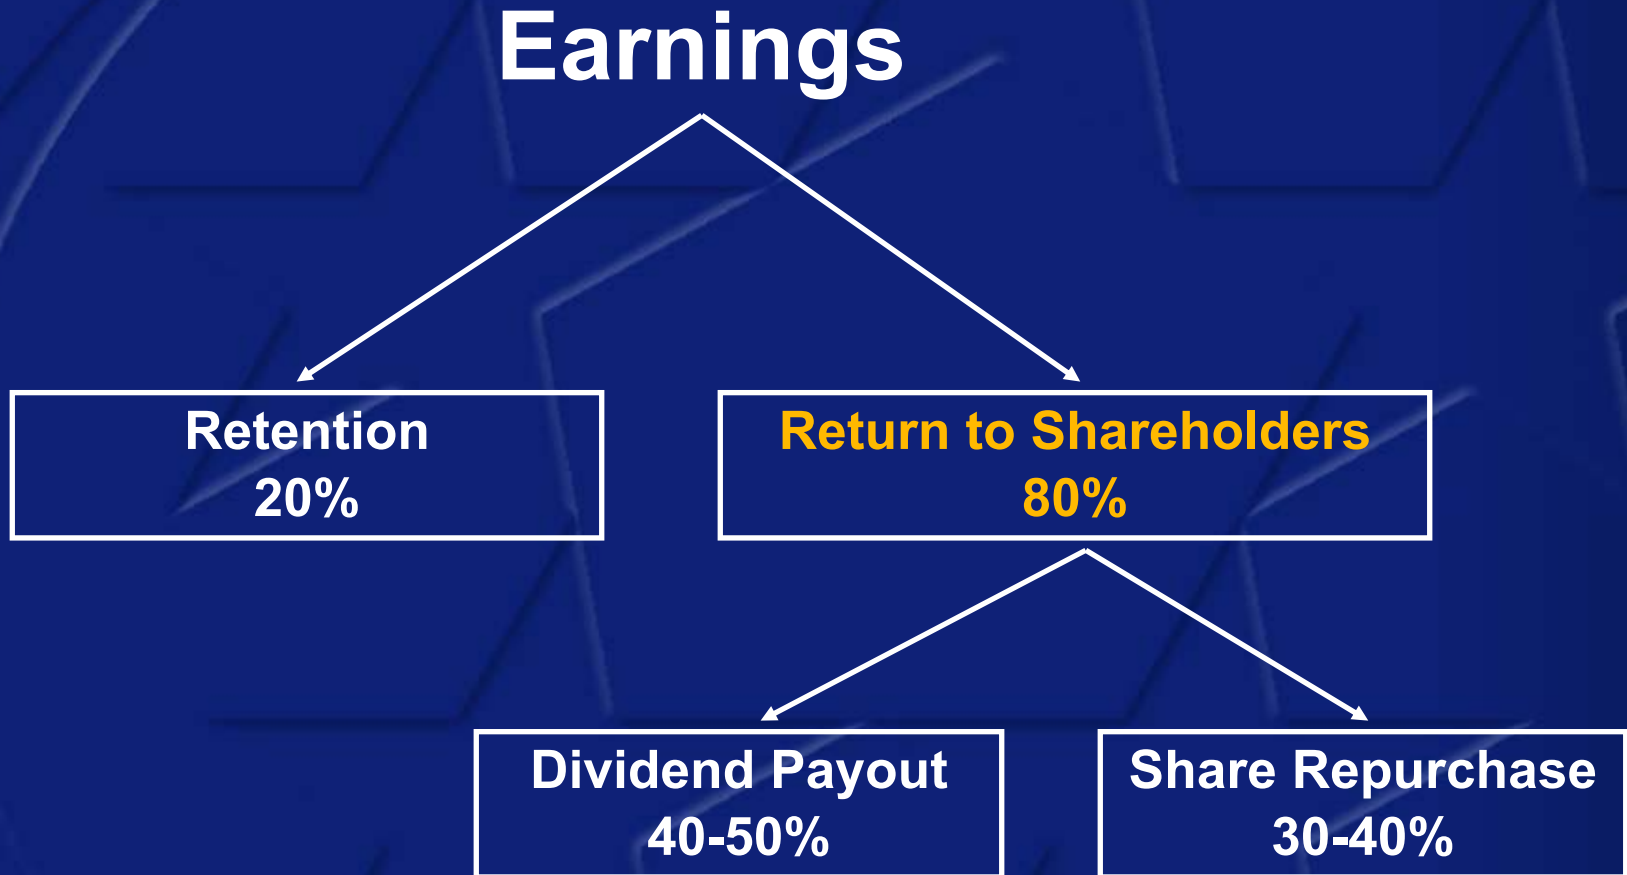 Earnings
Retention
20%
Return to Shareholders
80%
Dividend Payout
40-50%
Share Repurchase
30-40%